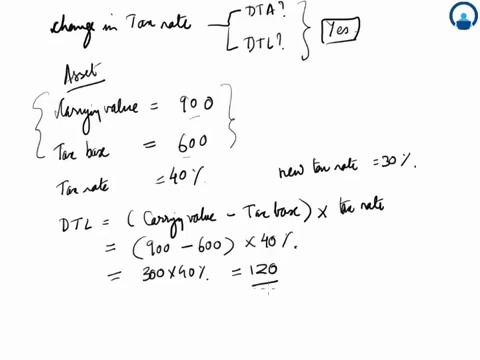 change in Tax rate
DTA?
DTL?
Yes
Asset
Carrying value = 900
Tax base = 600
Tax rate = 40%
new tax rate = 30%.
DTL = (Carrying value - Tax base) × tax rate
= (900 - 600) × 40%.
= 300 × 40%. = 120